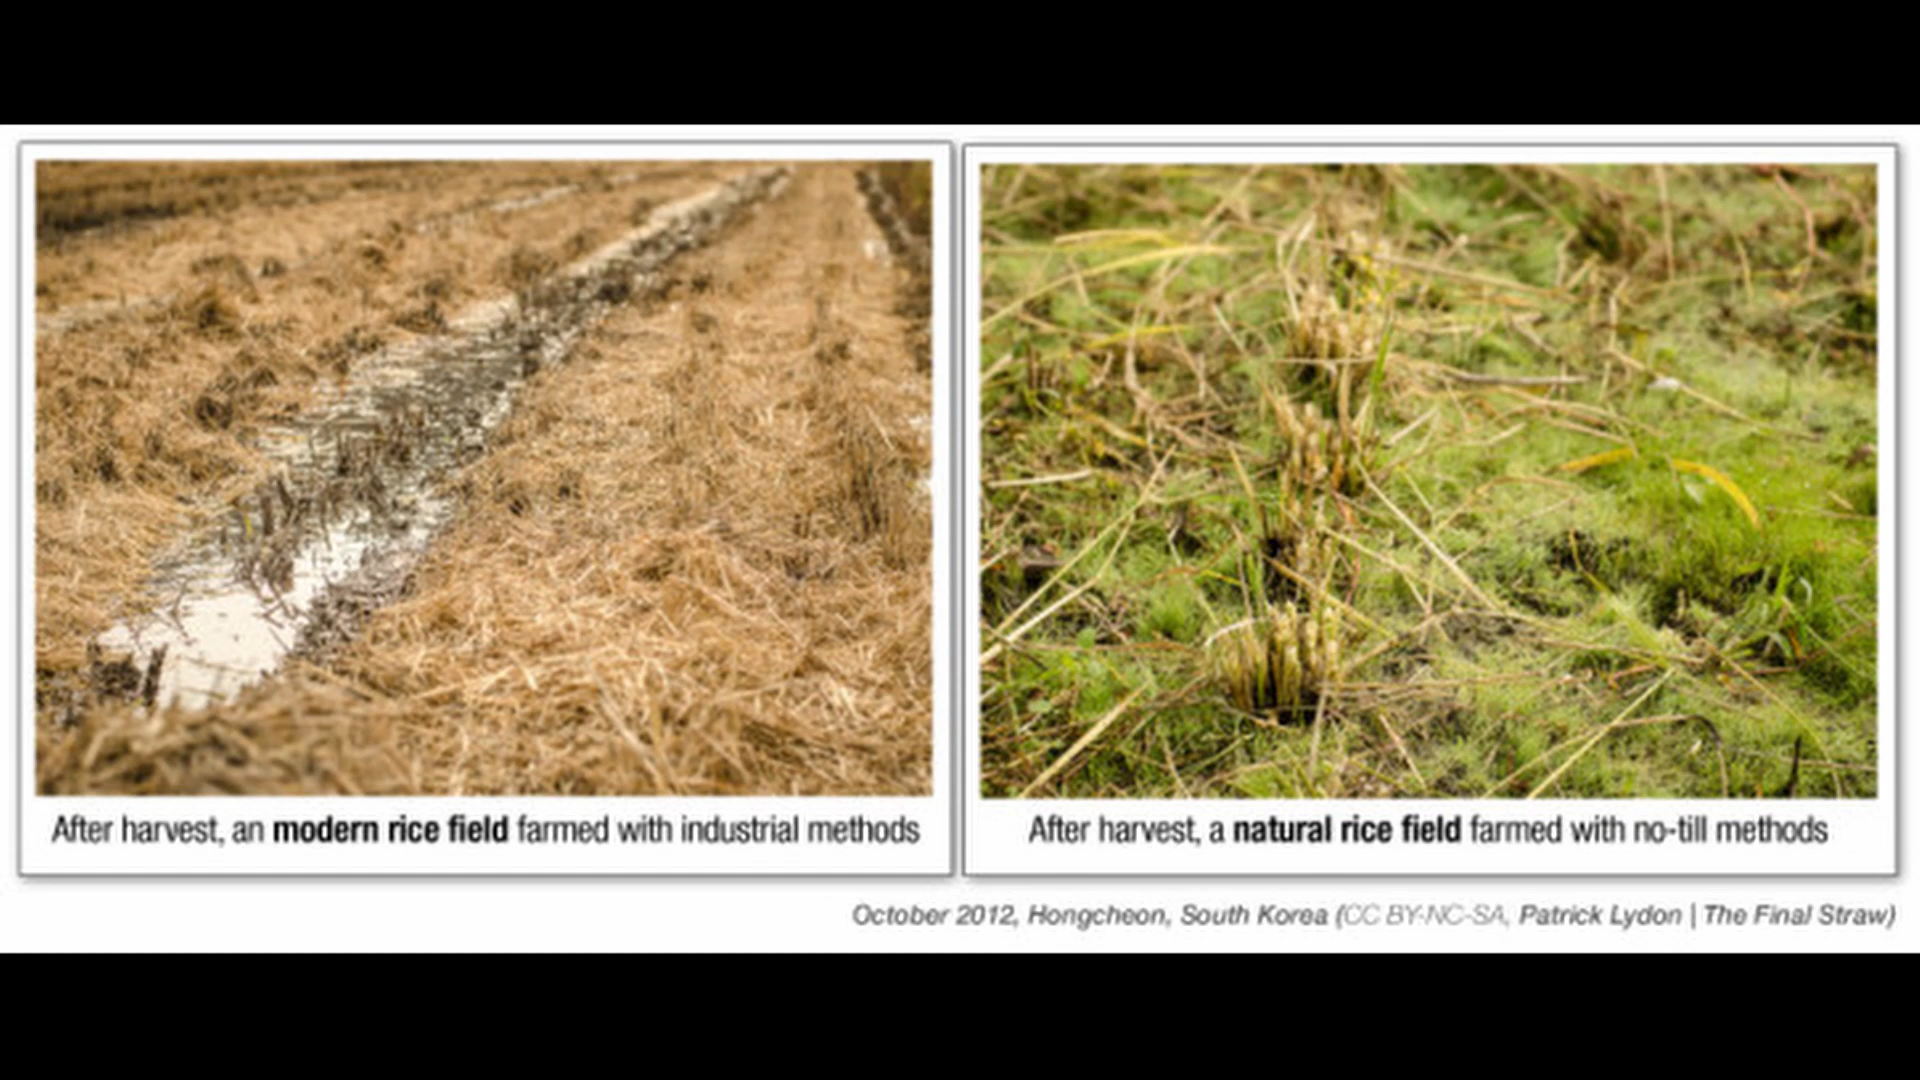 After harvest, an modern rice field farmed with industrial methods
After harvest, a natural rice field farmed with no-till methods
October 2012, Hongcheon, South Korea (CC BY-NC-SA, Patrick Lydon | The Final Straw)